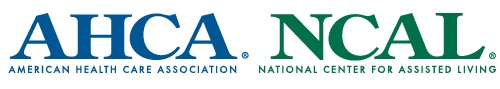 AHCA® NCAL®
AMERICAN HEALTH CARE ASSOCIATION NATIONAL CENTER FOR ASSISTED LIVING